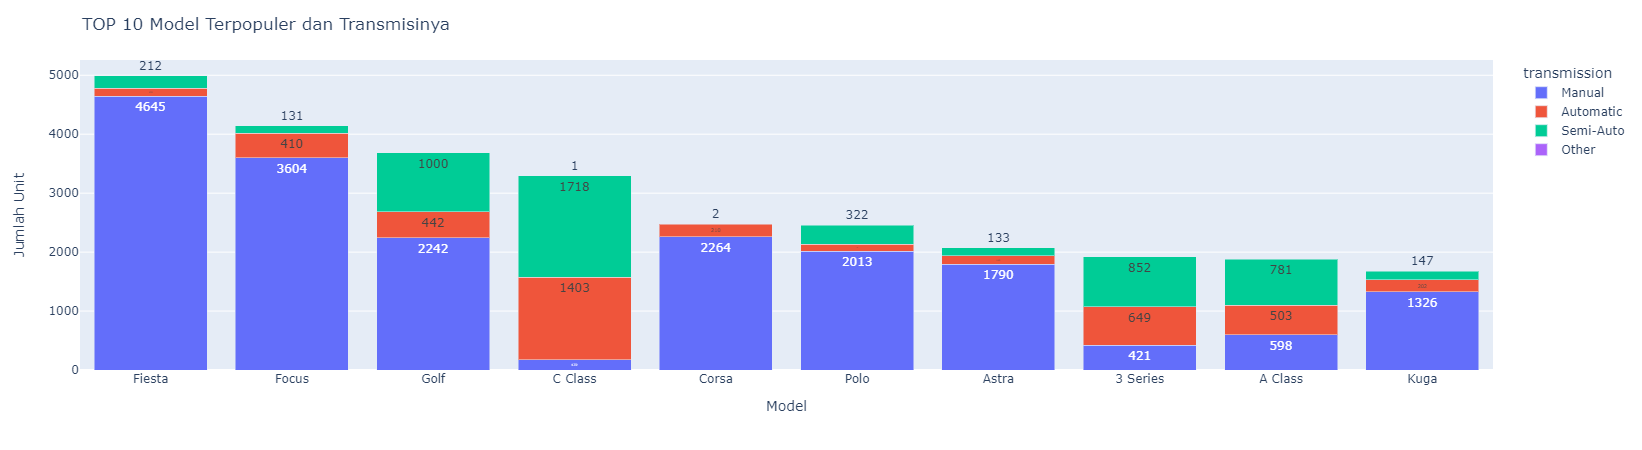 TOP 10 Model Terpopuler dan Transmisinya
transmission
Manual
Automatic
Semi-Auto
Other
Jumlah Unit
5000
4000
3000
2000
1000
0
212
4645
131
410
3604
1000
442
2242
1
1718
1403
2
2264
322
2013
133
1790
852
649
421
781
503
598
147
1326
Fiesta
Focus
Golf
C Class
Corsa
Polo
Astra
3 Series
A Class
Kuga
Model